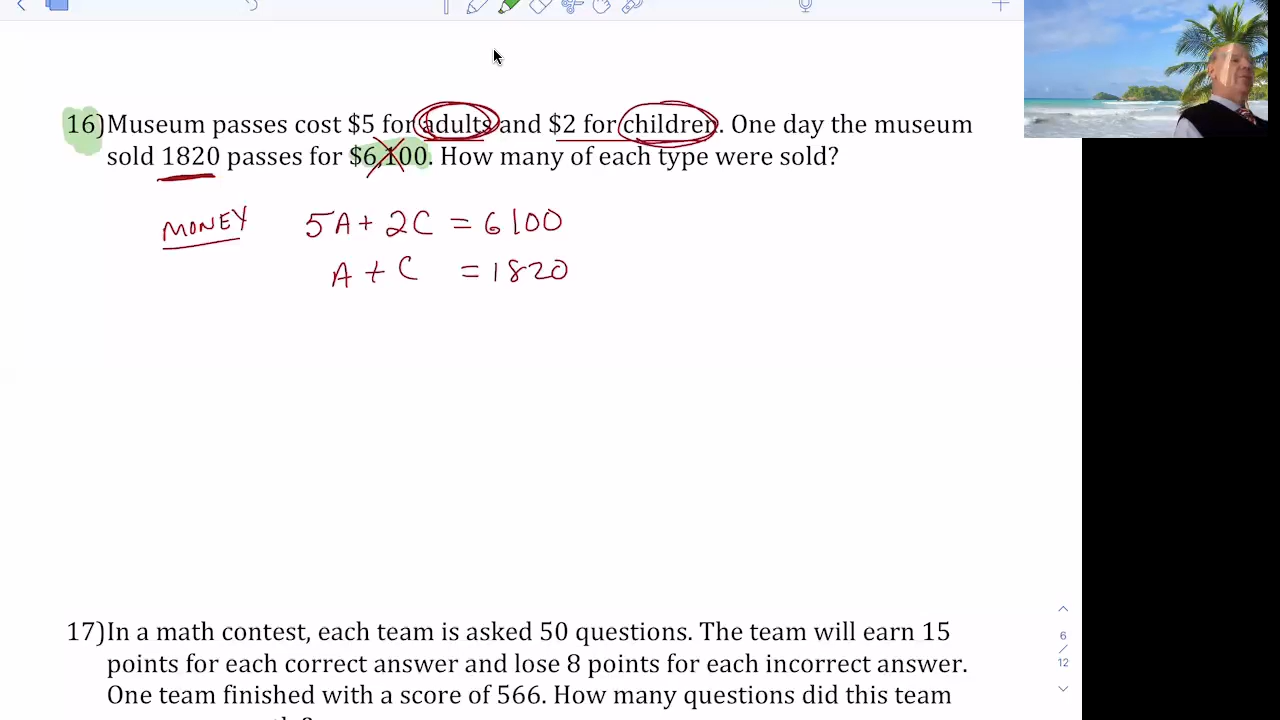 16) Museum passes cost $5 for adults and $2 for children. One day the museum
sold 1820 passes for $6,100. How many of each type were sold?
MONEY 5A + 2C = 6100
A + C = 1820
17) In a math contest, each team is asked 50 questions. The team will earn 15
points for each correct answer and lose 8 points for each incorrect answer.
One team finished with a score of 566. How many questions did this team
6
/
12